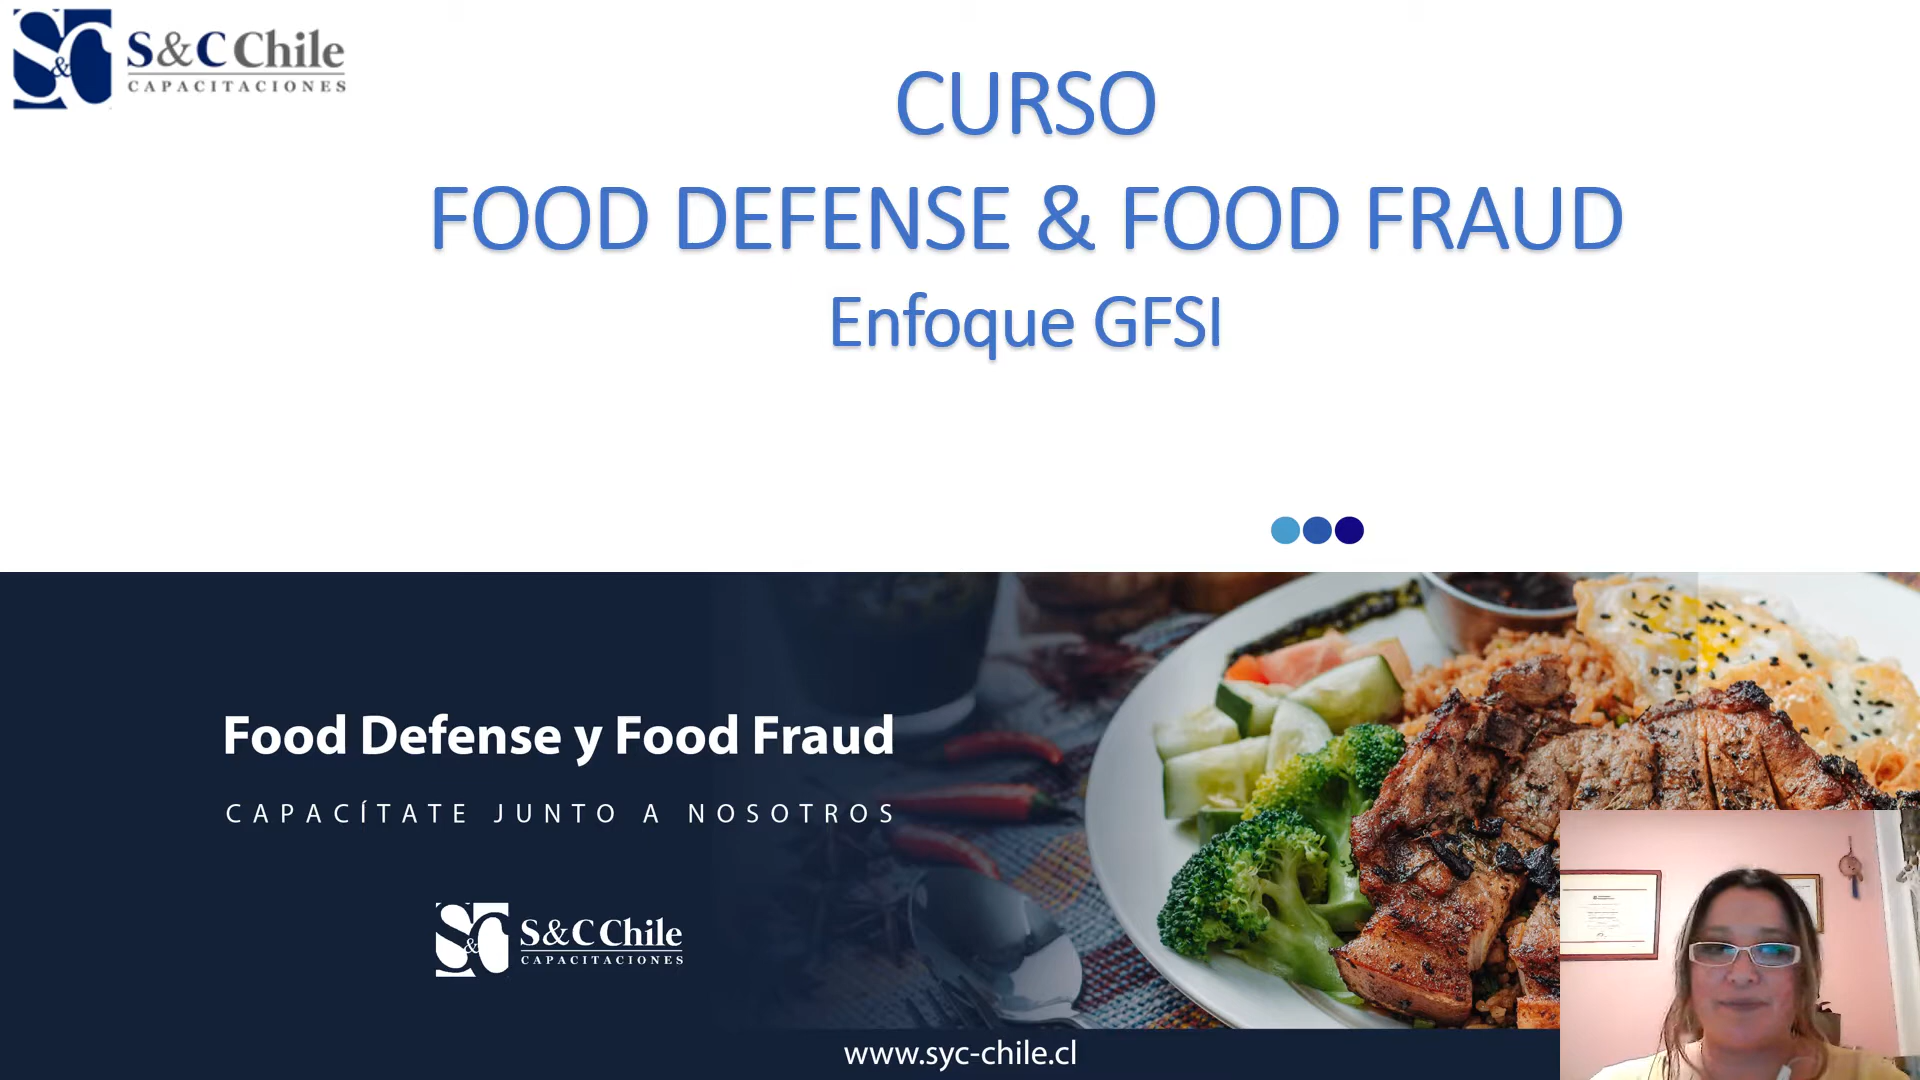 S&C Chile
CAPACITACIONES
CURSO
FOOD DEFENSE & FOOD FRAUD
Enfoque GFSI
Food Defense y Food Fraud
CAPACÍTATE JUNTO A NOSOTROS
S&C Chile
CAPACITACIONES
www.syc-chile.cl